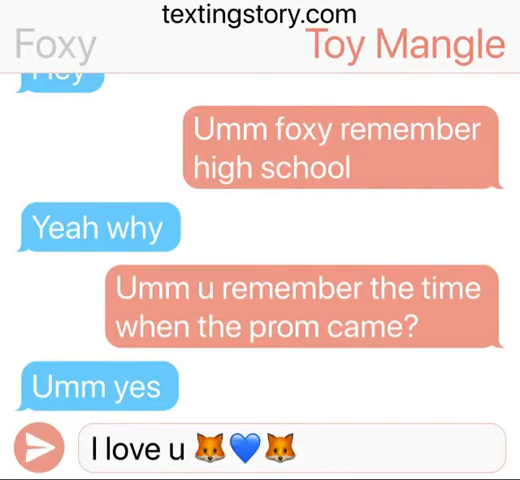 textingstory.com
Foxy Toy Mangle
Hey
Umm foxy remember
high school
Yeah why
Umm u remember the time
when the prom came?
Umm yes
I love u 🦊💙🦊